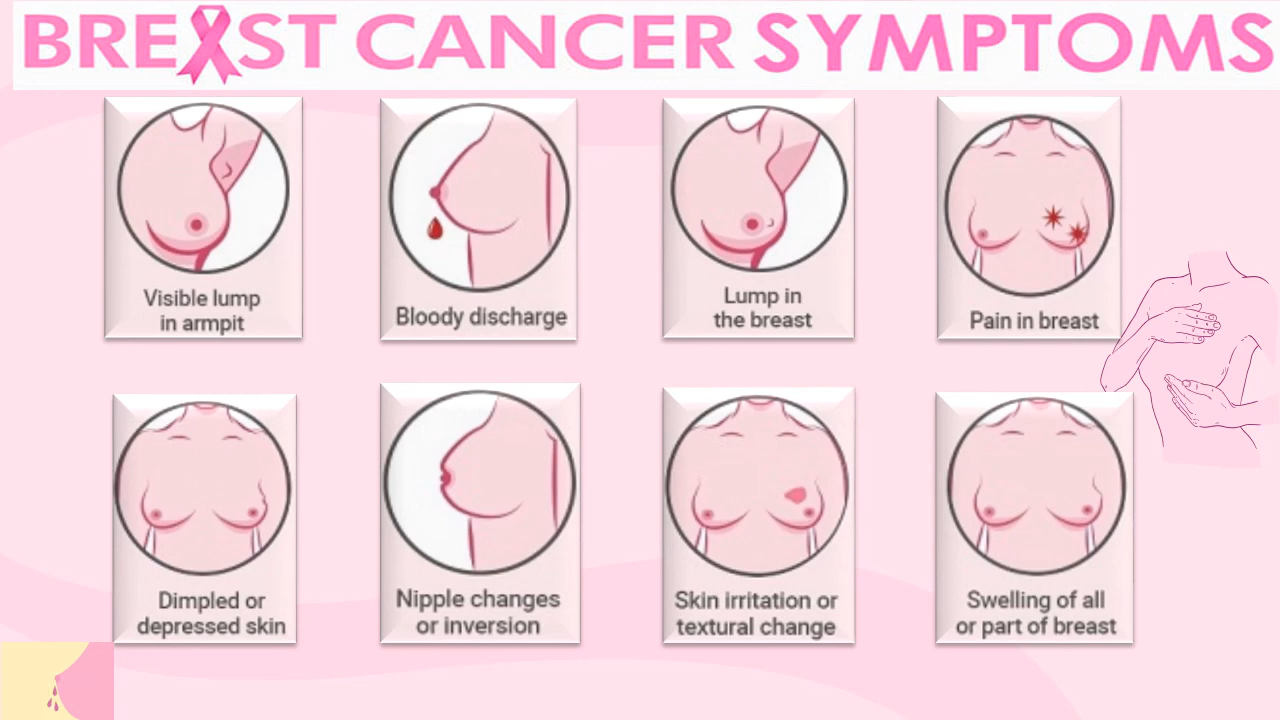 BREAST CANCER SYMPTOMS
Visible lump
in armpit
Bloody discharge
Lump in
the breast
Pain in breast
Dimpled or
depressed skin
Nipple changes
or inversion
Skin irritation or
textural change
Swelling of all
or part of breast